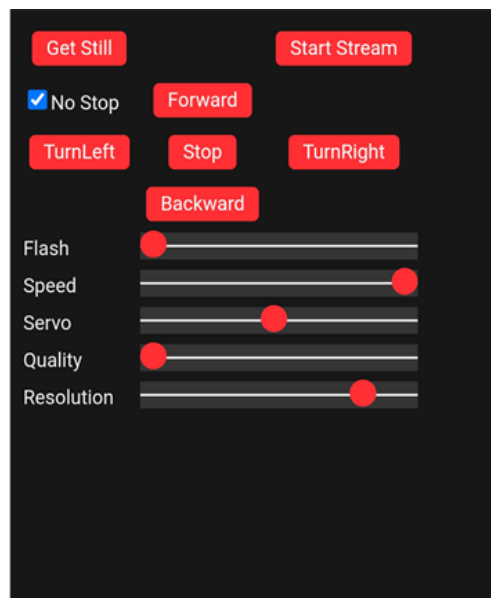 Get Still Start Stream
No Stop Forward
TurnLeft Stop TurnRight
Backward
Flash
Speed
Servo
Quality
Resolution